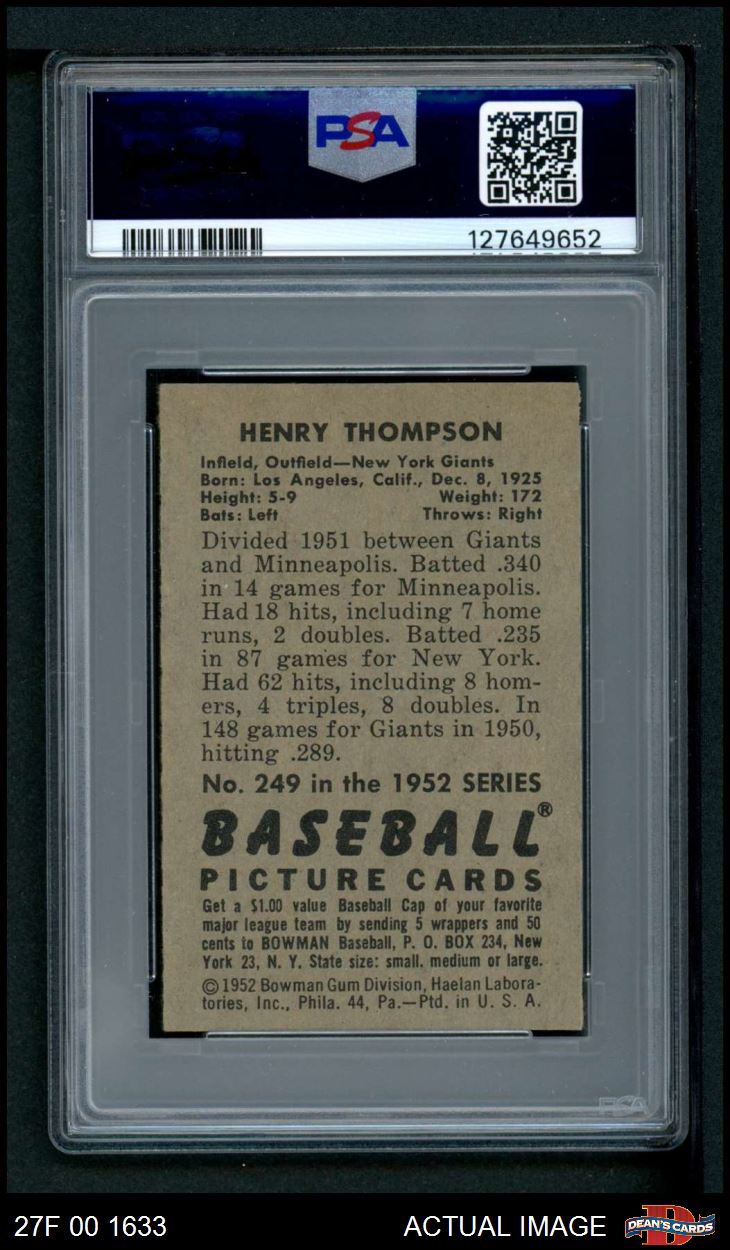 PSA
127649652
HENRY THOMPSON
Infield, Outfield—New York Giants
Born: Los Angeles, Calif., Dec. 8, 1925
Height: 5-9 Weight: 172
Bats: Left Throws: Right
Divided 1951 between Giants
and Minneapolis. Batted .340
in 14 games for Minneapolis.
Had 18 hits, including 7 home
runs, 2 doubles. Batted .235
in 87 games for New York.
Had 62 hits, including 8 hom-
ers, 4 triples, 8 doubles. In
148 games for Giants in 1950,
hitting .289.
No. 249 in the 1952 SERIES
BASEBALL®
PICTURE CARDS
Get a $1.00 value Baseball Cap of your favorite
major league team by sending 5 wrappers and 50
cents to BOWMAN Baseball, P. O. BOX 234, New
York 23, N. Y. State size: small, medium or large.
© 1952 Bowman Gum Division, Haelan Labora-
tories, Inc., Phila. 44, Pa.—Ptd. in U. S. A.
PSA
27F 00 1633 ACTUAL IMAGE DEAN'S CARDS